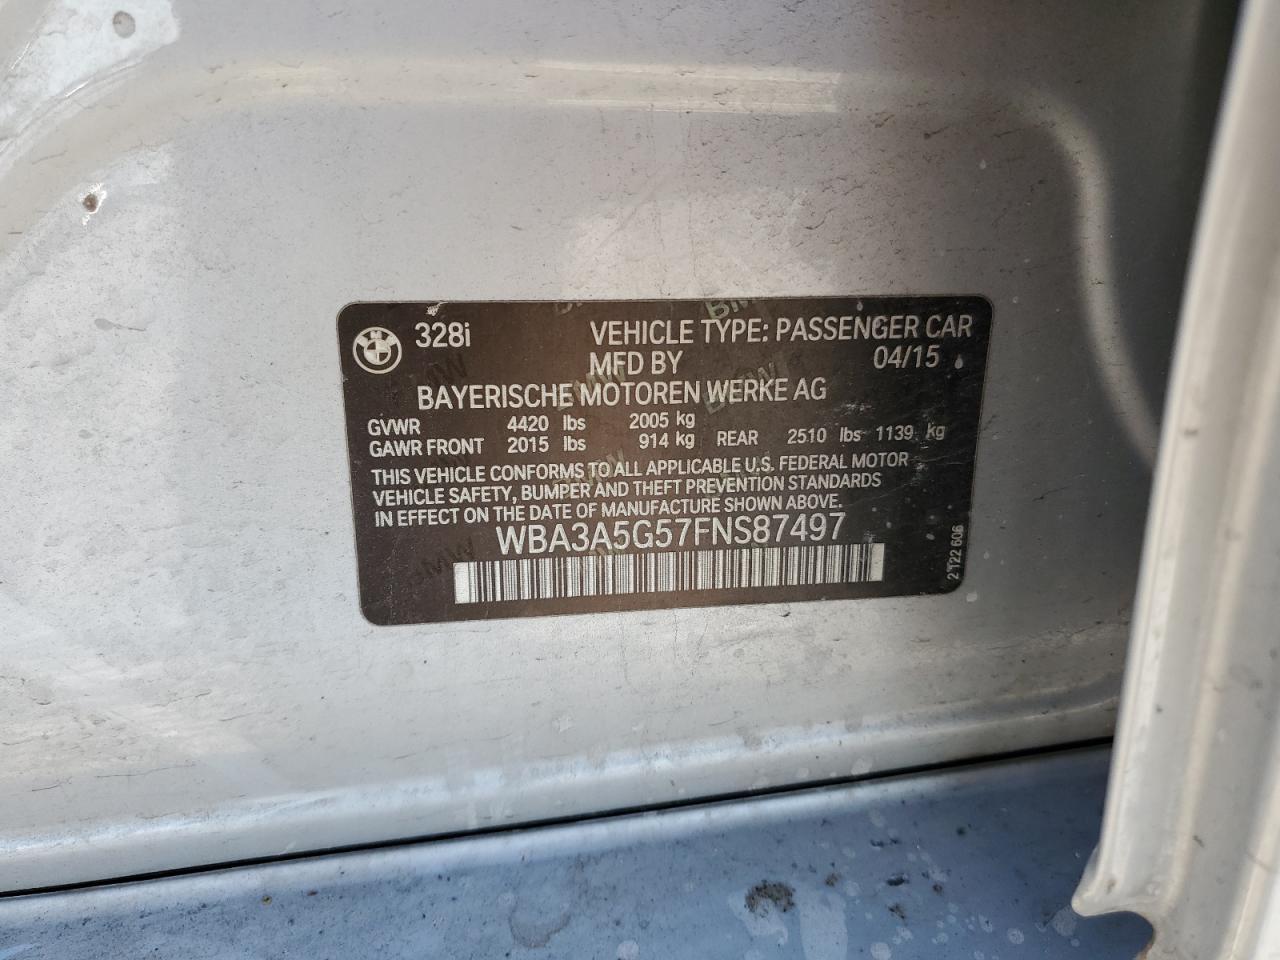 328i VEHICLE TYPE: PASSENGER CAR
MFD BY 04/15
BAYERISCHE MOTOREN WERKE AG
GVWR 4420 lbs 2005 kg
GAWR FRONT 2015 lbs 914 kg REAR 2510 lbs 1139 kg
THIS VEHICLE CONFORMS TO ALL APPLICABLE U.S. FEDERAL MOTOR
VEHICLE SAFETY, BUMPER AND THEFT PREVENTION STANDARDS
IN EFFECT ON THE DATE OF MANUFACTURE SHOWN ABOVE.
WBA3A5G57FNS87497
2 122 606